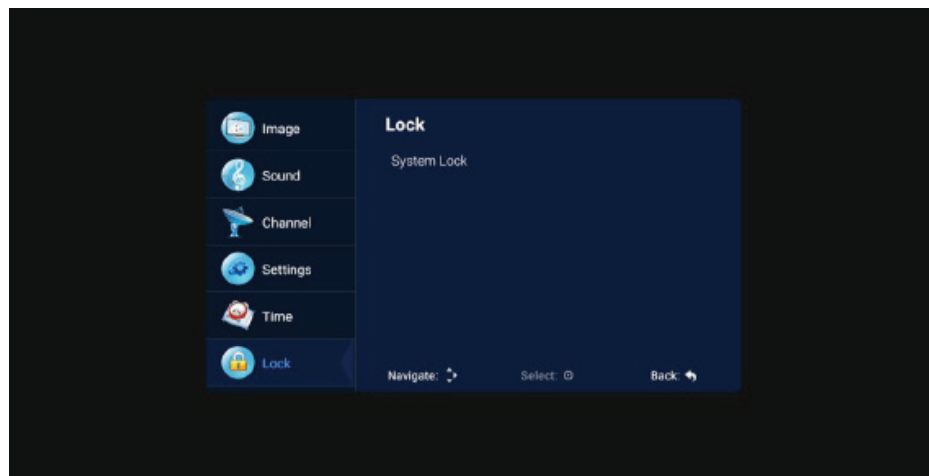 Image
Sound
Channel
Settings
Time
Lock
Lock
System Lock
Navigate:
Select:
Back: